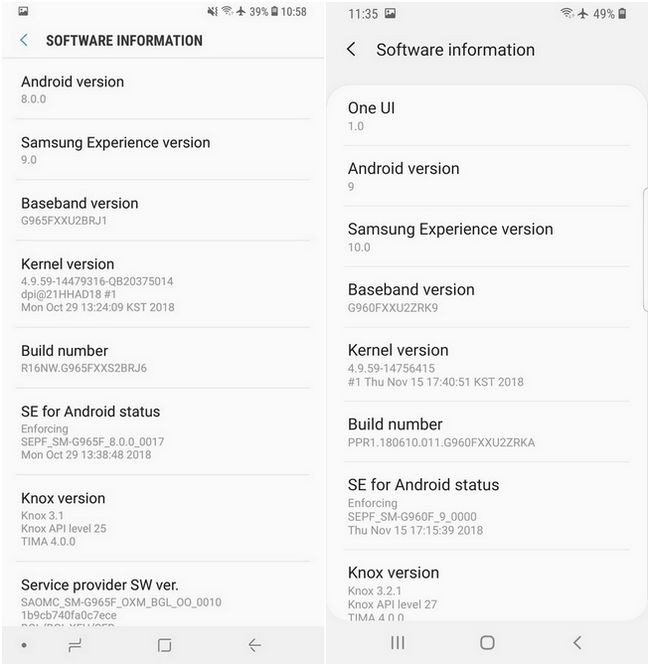 39% 10:58
SOFTWARE INFORMATION
Android version
8.0.0
Samsung Experience version
9.0
Baseband version
G965FXXU2BRJ1
Kernel version
4.9.59-14479316-QB20375014
dpi@21HHAD18 #1
Mon Oct 29 13:24:09 KST 2018
Build number
R16NW.G965FXXS2BRJ6
SE for Android status
Enforcing
SEPF_SM-G965F_8.0.0_0017
Mon Oct 29 13:38:48 2018
Knox version
Knox 3.1
Knox API level 25
TIMA 4.0.0
Service provider SW ver.
SAOMC_SM-G965F_OXM_BGL_OO_0010
1b9cb740fa0c7ece
11:35 49%
Software information
One UI
1.0
Android version
9
Samsung Experience version
10.0
Baseband version
G960FXXU2ZRK9
Kernel version
4.9.59-14756415
#1 Thu Nov 15 17:40:51 KST 2018
Build number
PPR1.180610.011.G960FXXU2ZRKA
SE for Android status
Enforcing
SEPF_SM-G960F_9_0000
Thu Nov 15 17:15:39 2018
Knox version
Knox 3.2.1
Knox API level 27
TIMA 4.0.0